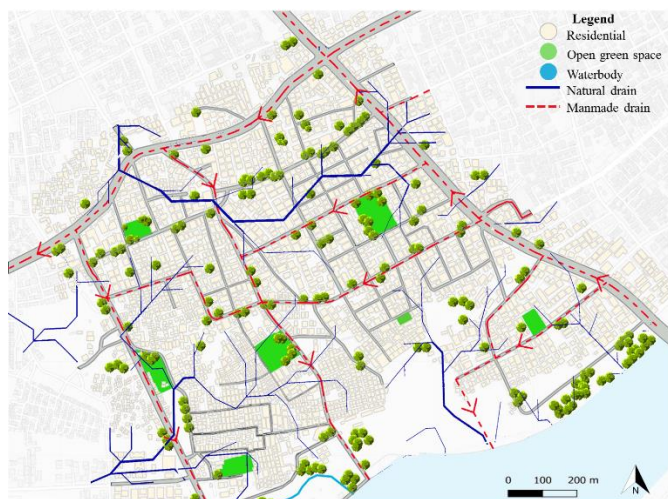 Legend
Residential
Open green space
Waterbody
Natural drain
Manmade drain
0 100 200 m
N